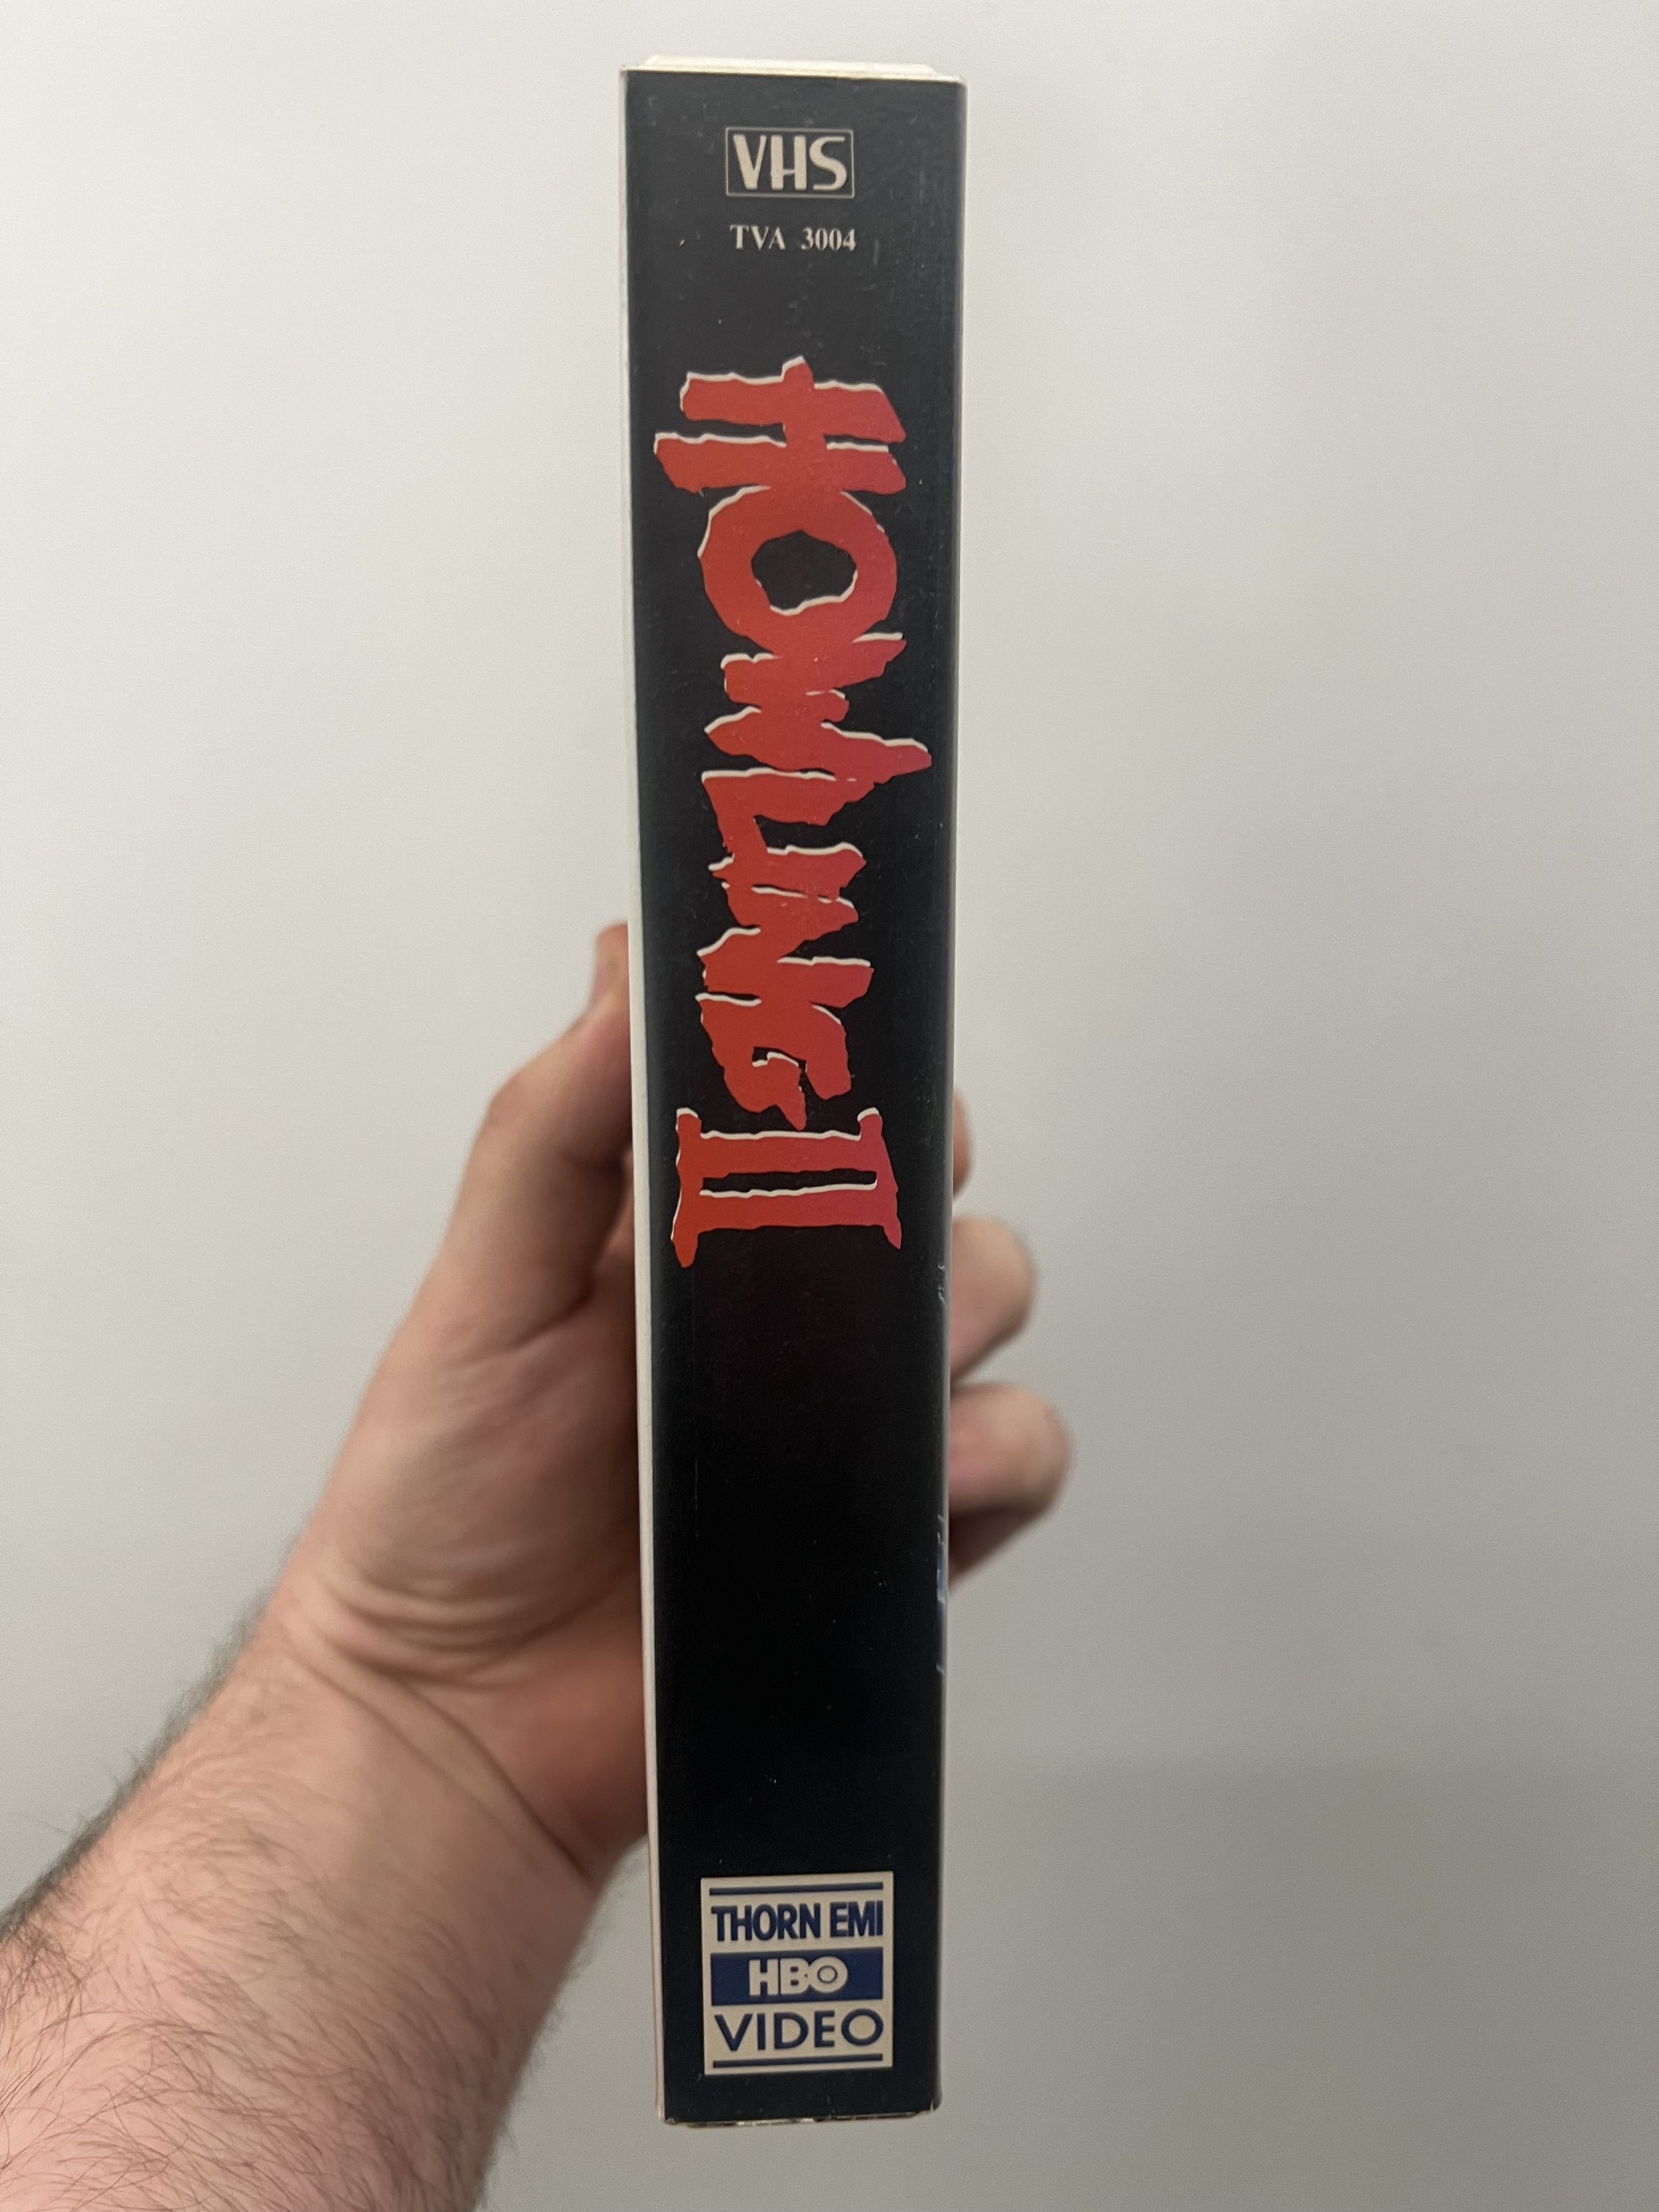 VHS
TVA 3004
HOWLING II
THORN EMI
HBO
VIDEO